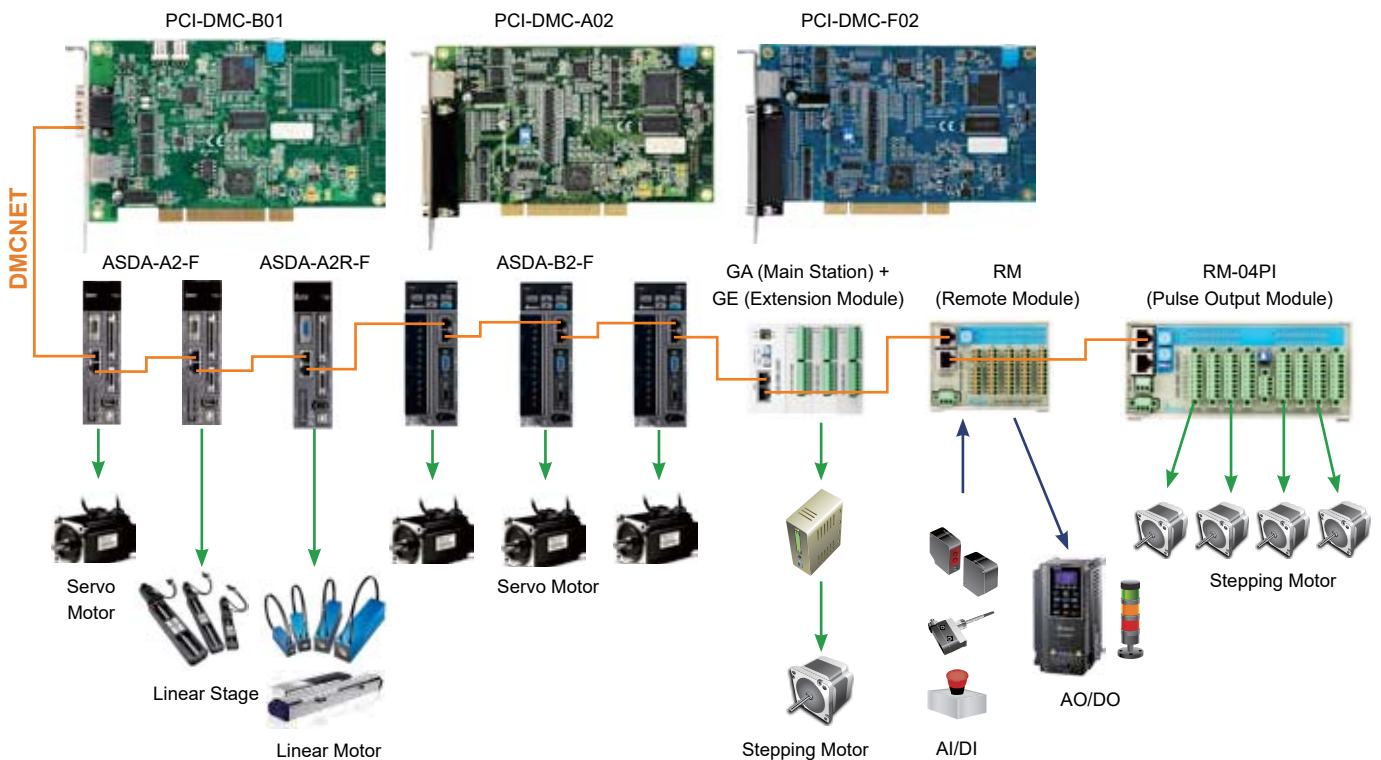 PCI-DMC-B01
PCI-DMC-A02
PCI-DMC-F02
DMCNET
ASDA-A2-F
ASDA-A2R-F
ASDA-B2-F
GA (Main Station) +
GE (Extension Module)
RM
(Remote Module)
RM-04PI
(Pulse Output Module)
Servo
Motor
Linear Stage
Linear Motor
Servo Motor
Stepping Motor
AI/DI
AO/DO
Stepping Motor